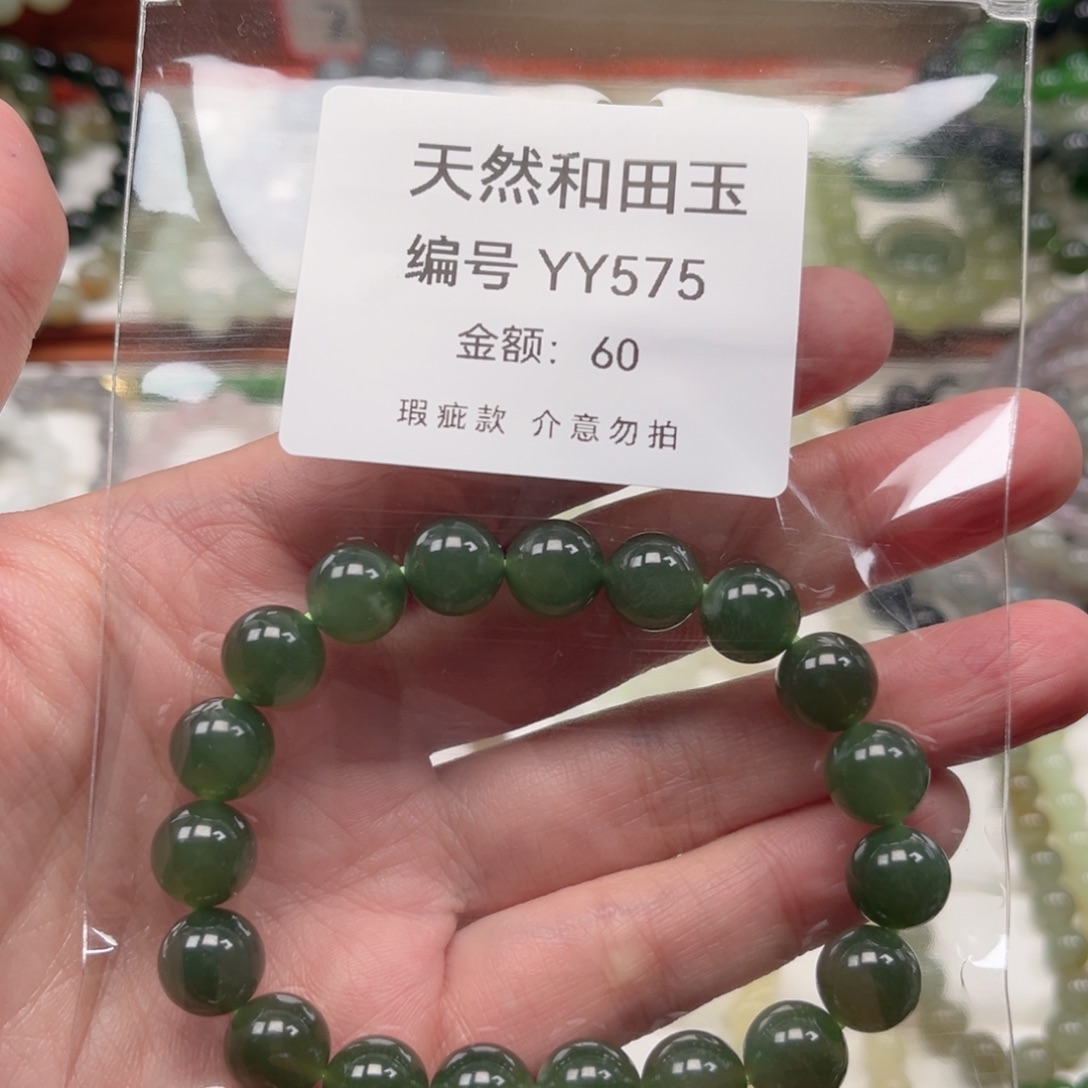 天然和田玉
编号 YY575
金额：60
瑕疵款 介意勿拍